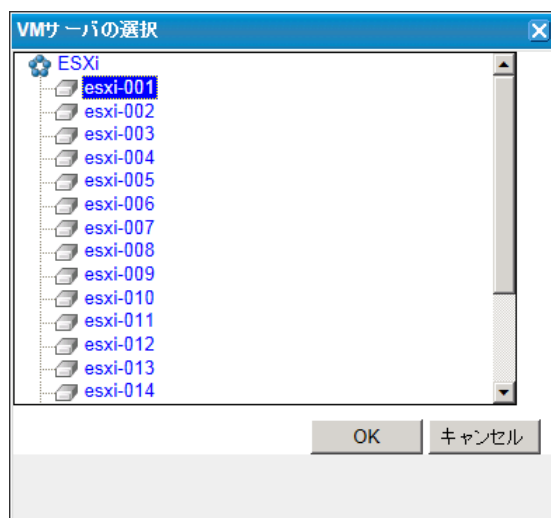 VMサーバの選択
ESXi
esxi-001
esxi-002
esxi-003
esxi-004
esxi-005
esxi-006
esxi-007
esxi-008
esxi-009
esxi-010
esxi-011
esxi-012
esxi-013
esxi-014
OK キャンセル